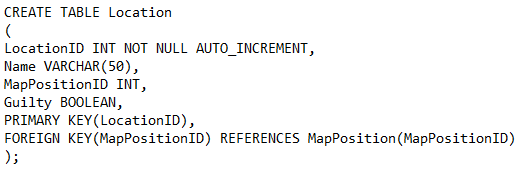 CREATE TABLE Location
(
LocationID INT NOT NULL AUTO_INCREMENT,
Name VARCHAR(50),
MapPositionID INT,
Guilty BOOLEAN,
PRIMARY KEY(LocationID),
FOREIGN KEY(MapPositionID) REFERENCES MapPosition(MapPositionID)
);